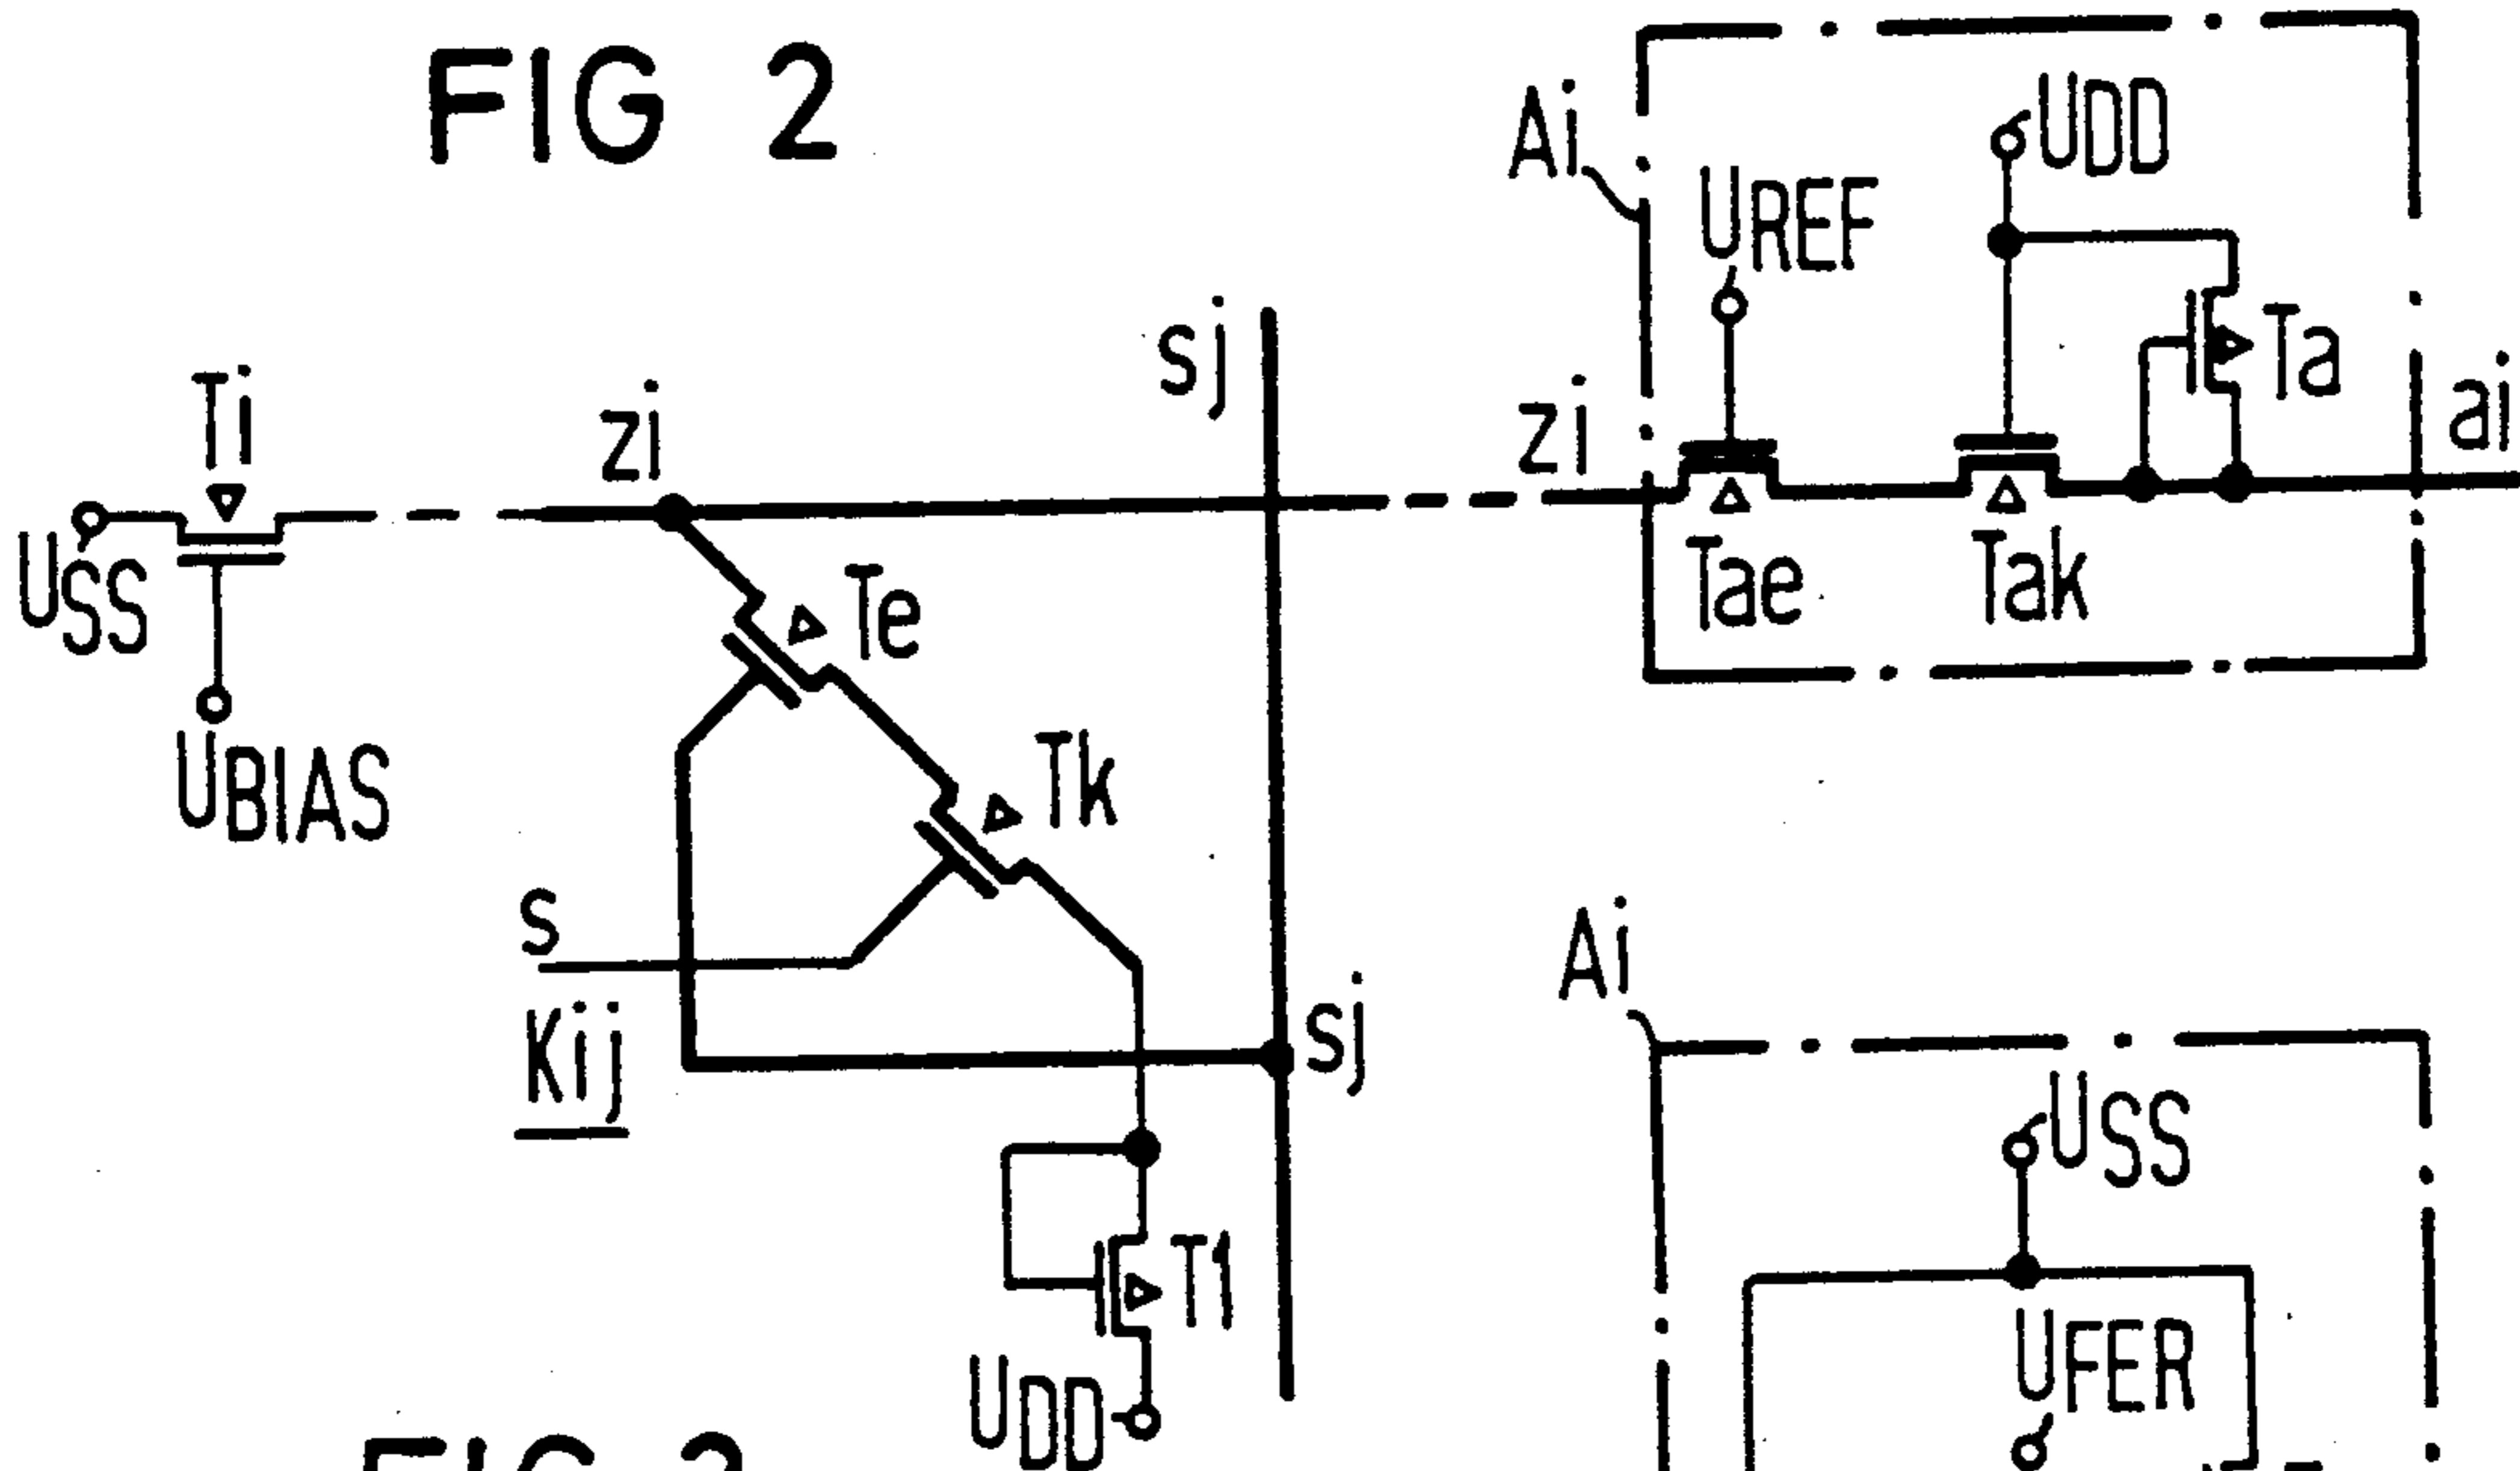 FIG 2
Ai
UDD
UREF
sj
Ti
zi
zi
Ta
ai
USS
Te
Tae
Tak
UBIAS
Tk
s
Ai
Kij
sj
USS
T1
UFER
UDD